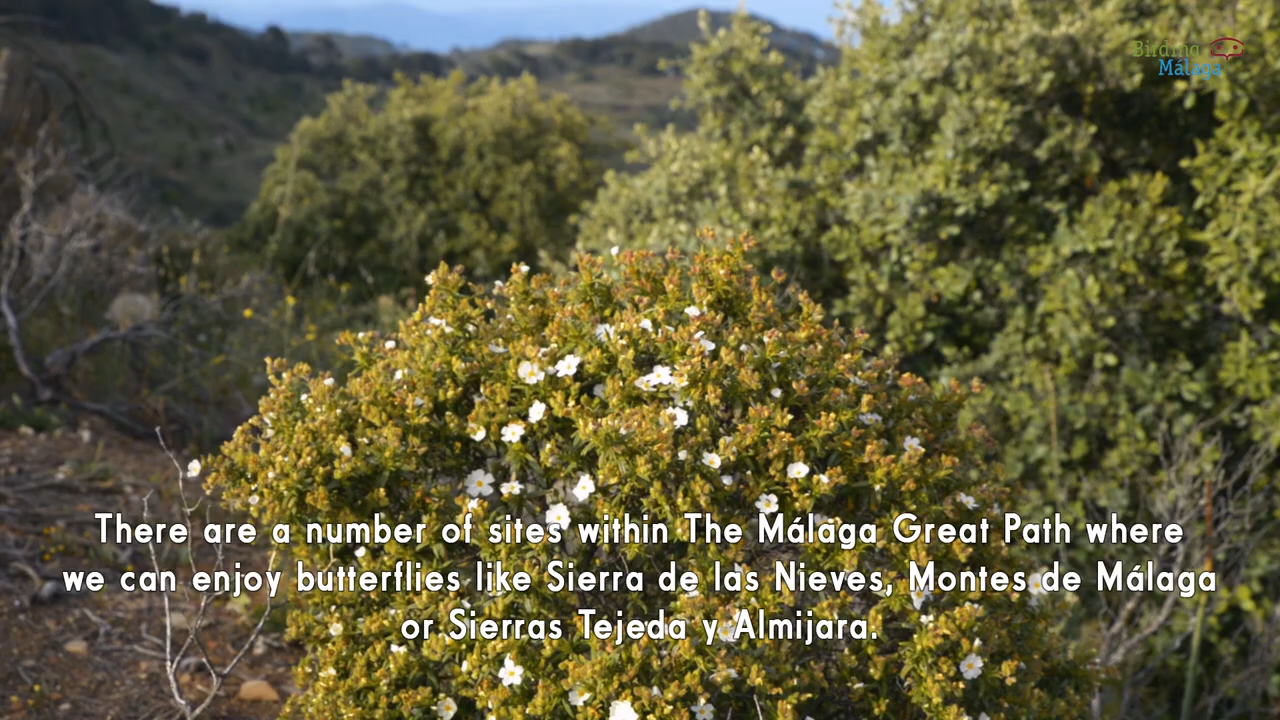 Birding
Málaga
There are a number of sites within The Málaga Great Path where
we can enjoy butterflies like Sierra de las Nieves, Montes de Málaga
or Sierras Tejeda y Almijara.